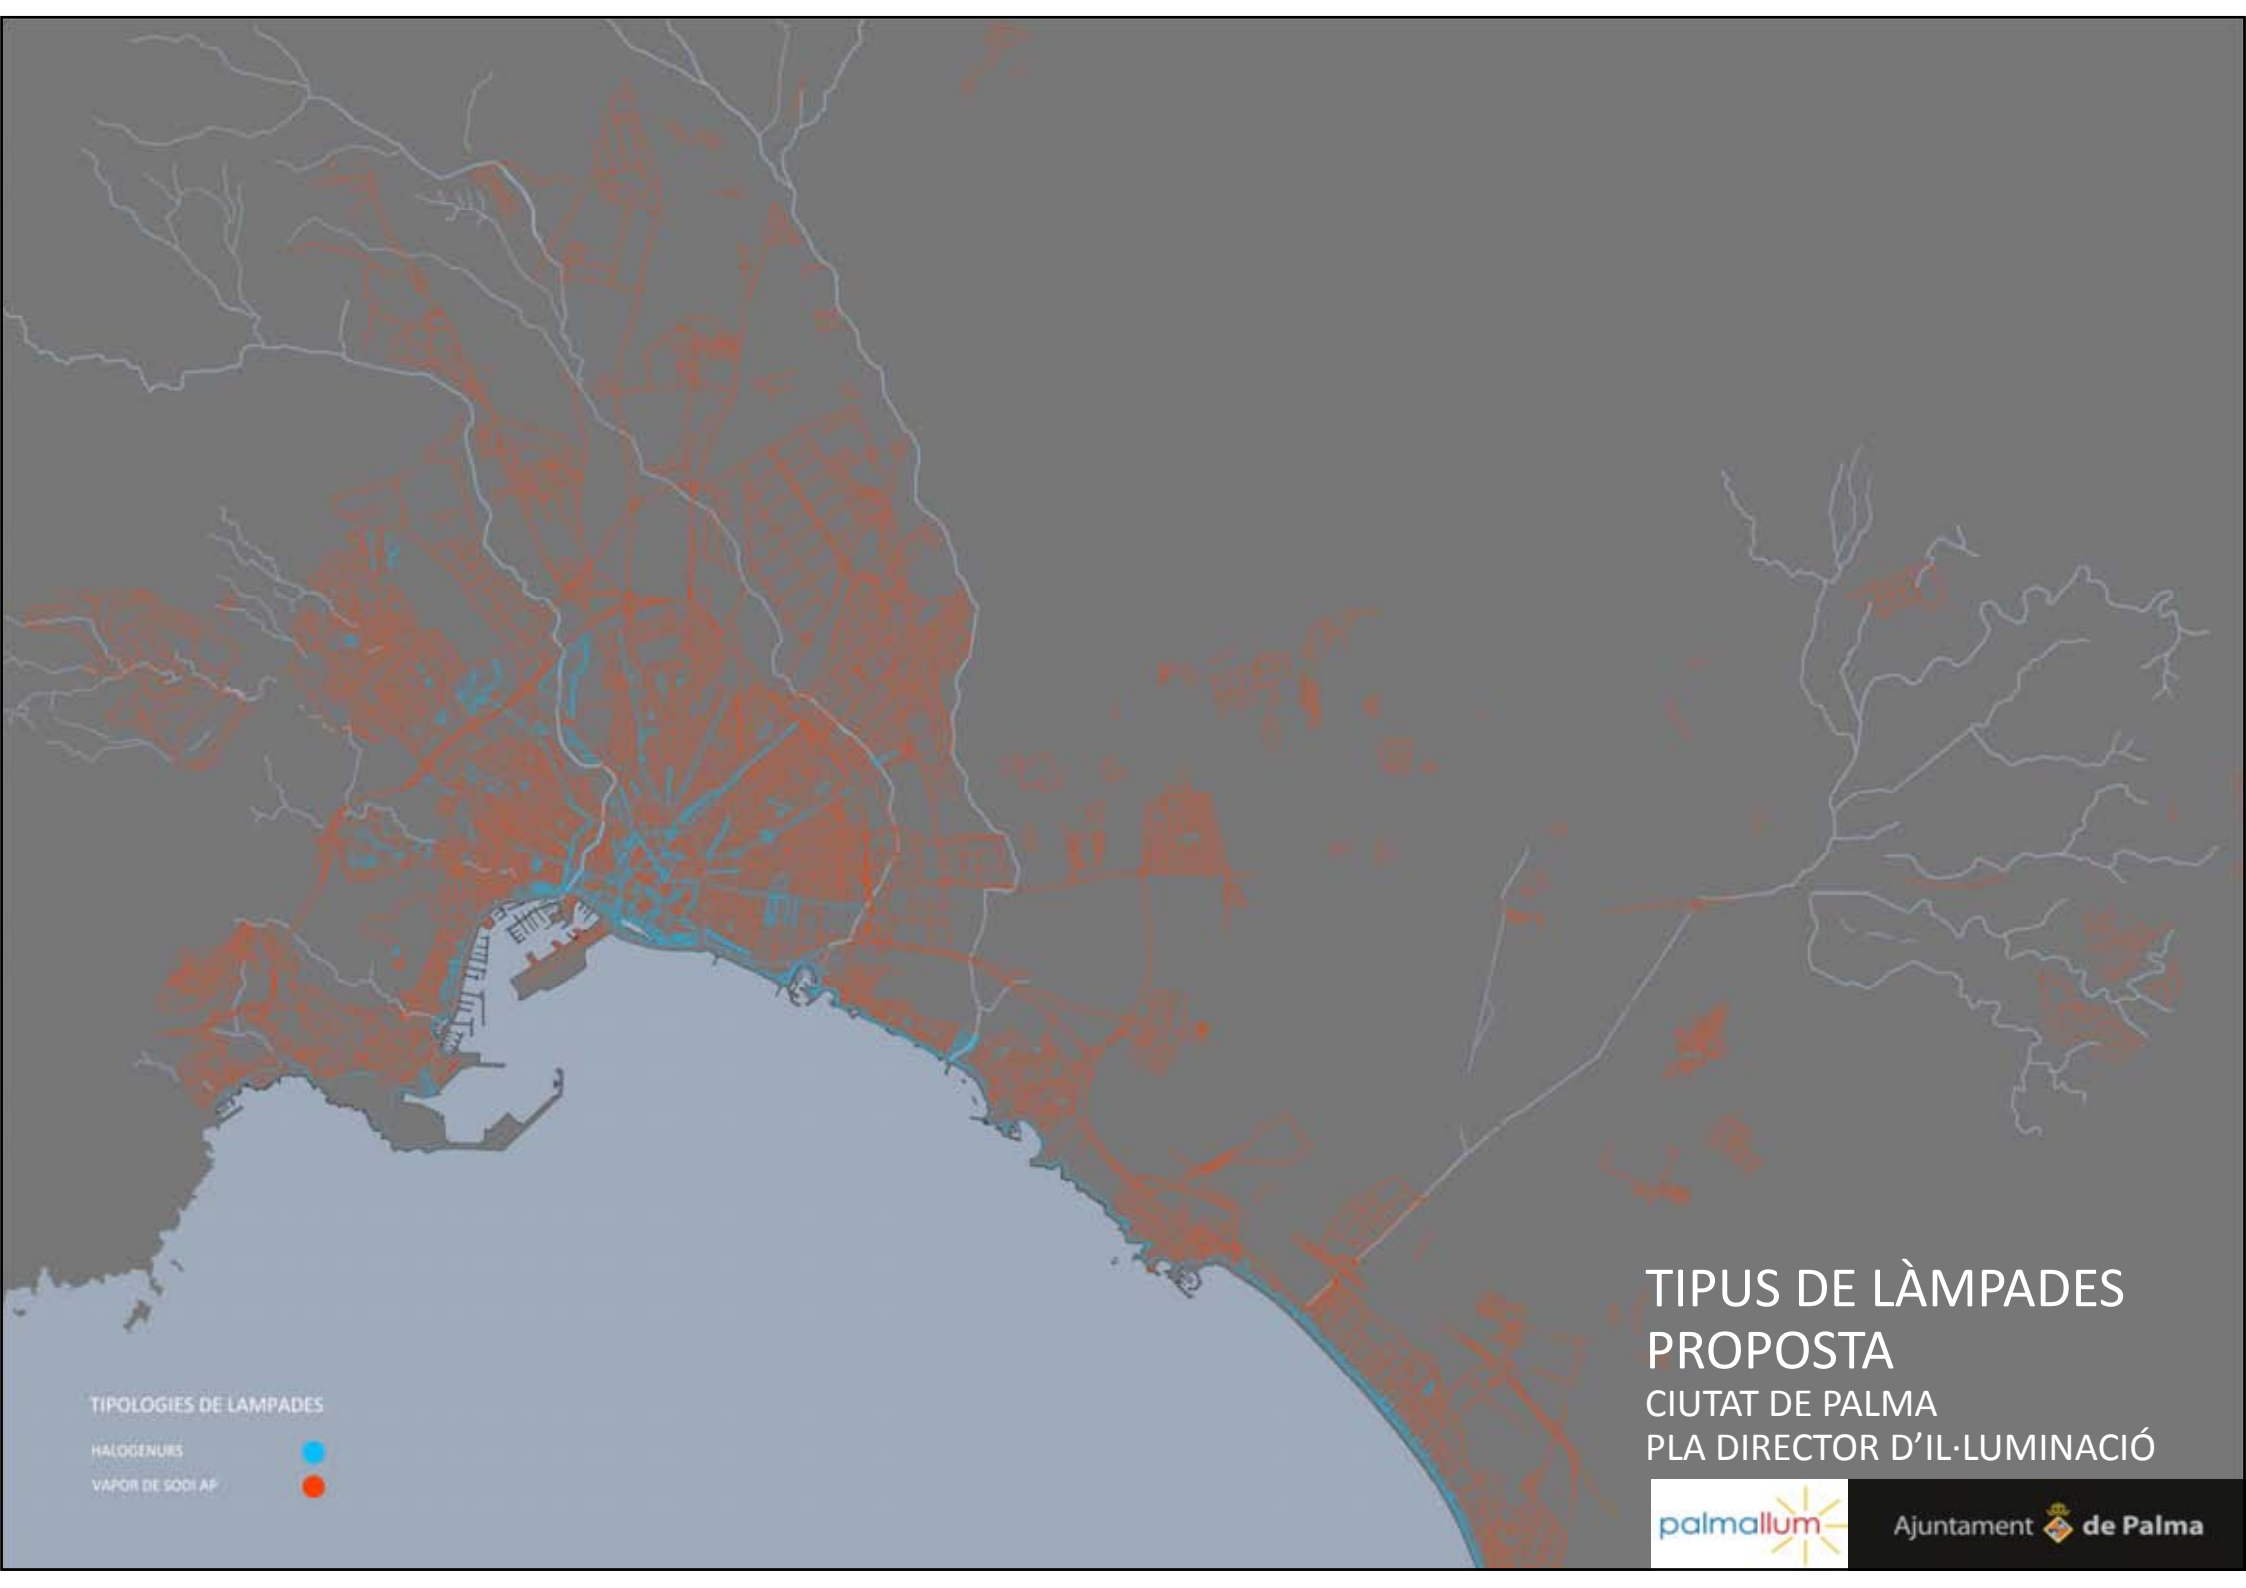 TIPUS DE LÀMPADES
PROPOSTA
CIUTAT DE PALMA
PLA DIRECTOR D'IL·LUMINACIÓ
TIPOLOGIES DE LAMPADES
HALOGENURS
VAPOR DE SODI AP
palmallum
Ajuntament de Palma